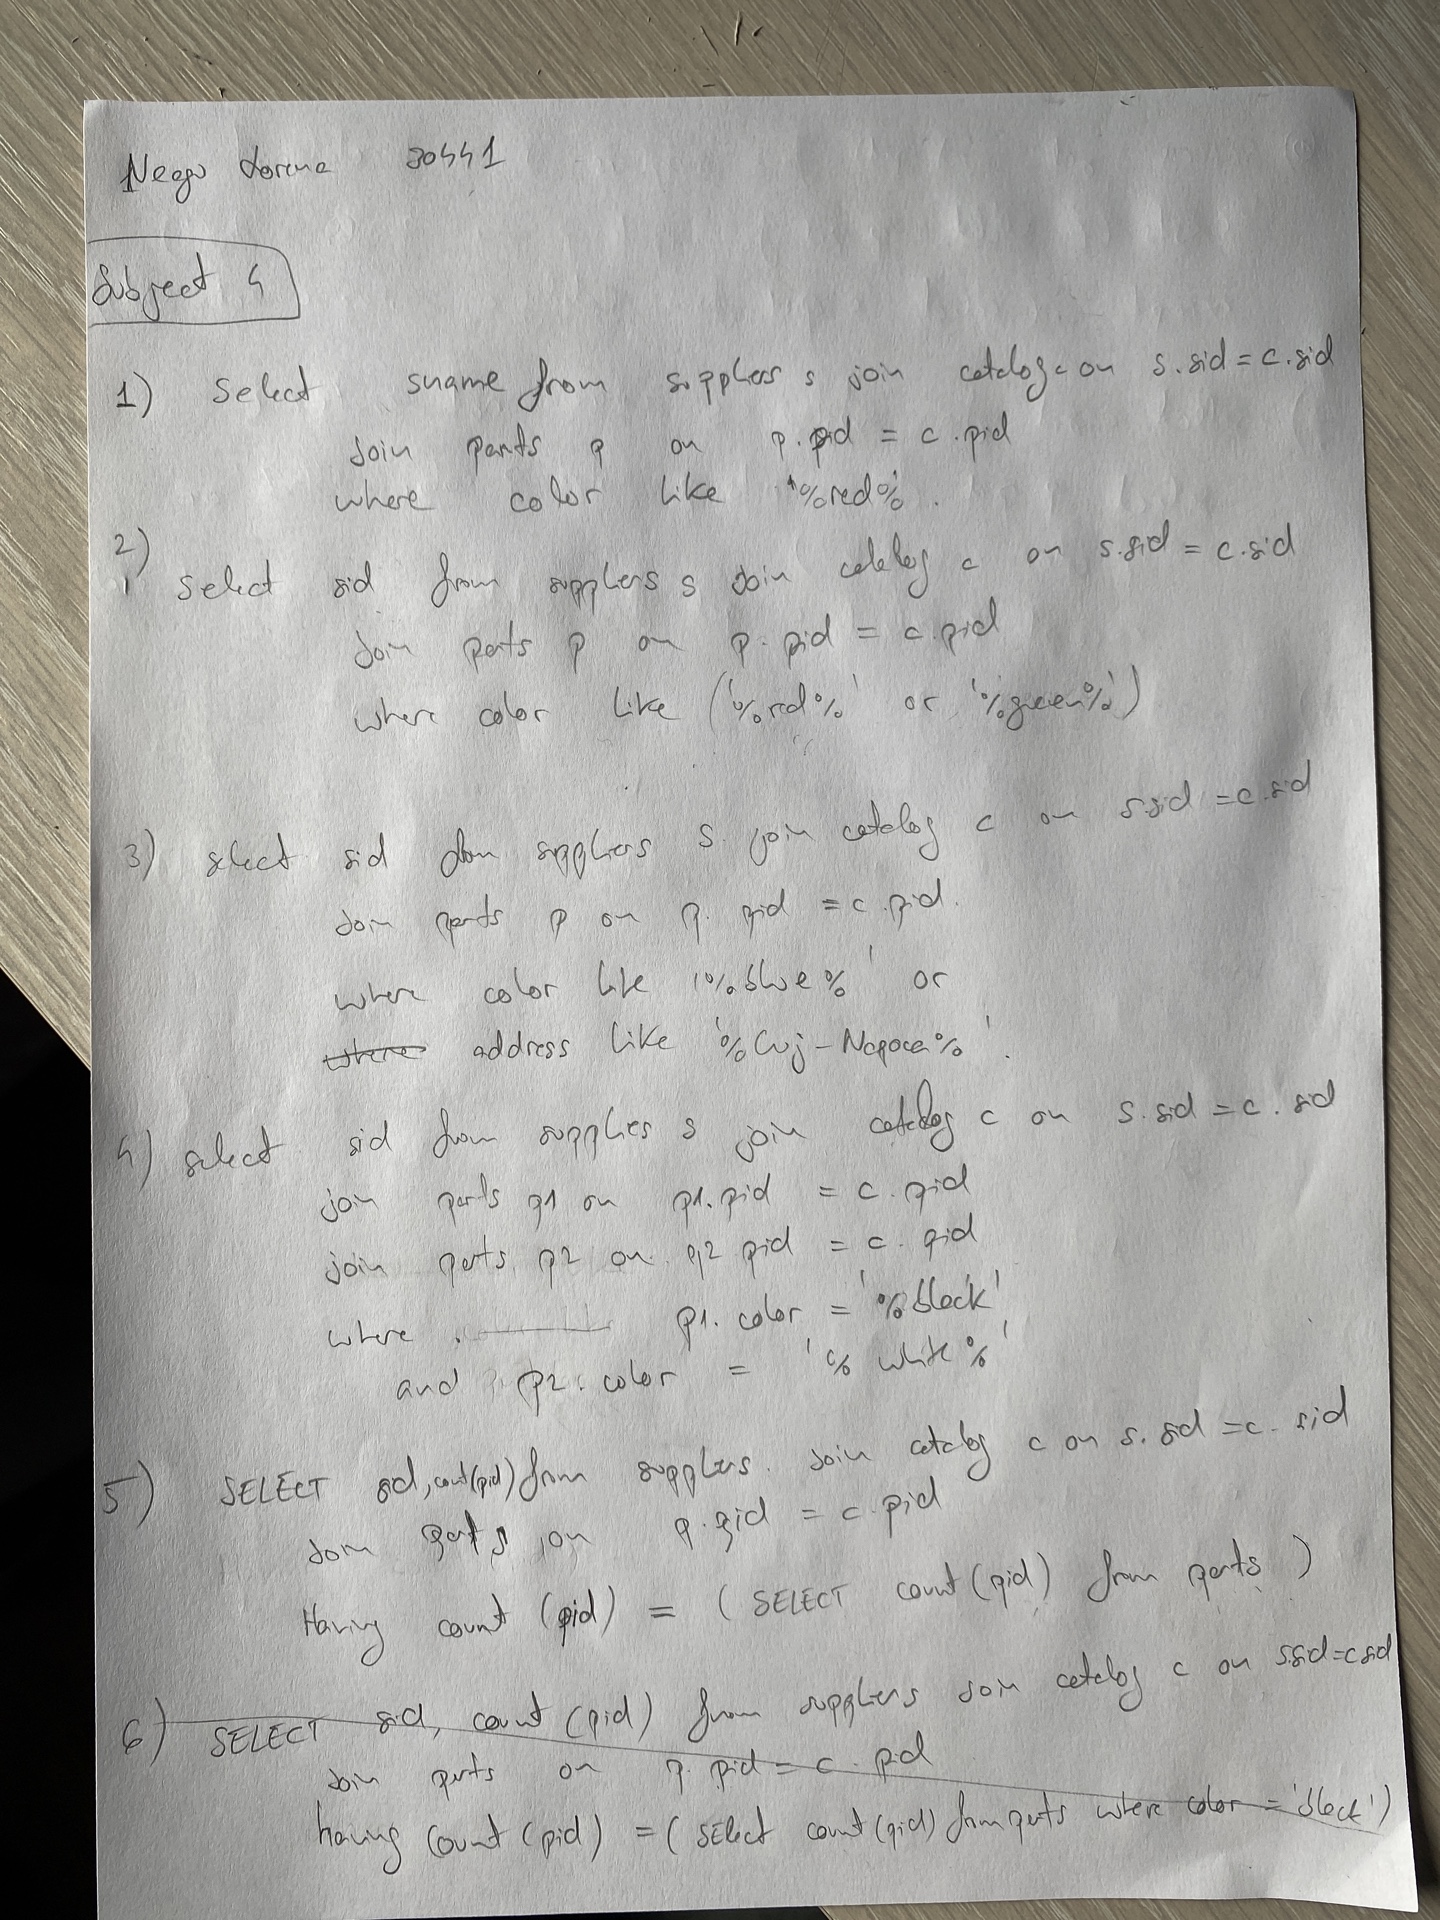 Negu Lorena 30441
Subject 4
1) Select sname from suppliers s join catalog c on s.sid = c.sid
Join parts p on p.pid = c.pid
where color like '%red%.
2)
Select sid from suppliers s Join catalog c on s.sid = c.sid
Join parts p on p.pid = c.pid
where color like ('%red%' or '%green%')
3) select sid from suppliers s join catalog c on s.sid = c.sid
Join parts p on p.pid = c.pid.
where color like '%blue%' or
where address like '%Cluj-Napoca%'.
4) select sid from supplies s join catalog c on s.sid = c.sid
join parts p1 on p1.pid = c.pid
join parts p2 on p2 pid = c.pid
where p1.color = '%black'
and p2.color = '% white%'
5) SELECT sid, count(pid) from suppliers. Join catalog c on s.sid = c.sid
Join parts on p.pid = c.pid
Having count (pid) = (SELECT count(pid) from parts)
6) SELECT sid, count (pid) from suppliers Join catalog c on s.sid = c sid
Join parts on p.pid = c.pid
having count (pid) = (SElect count(pid) from parts where color = 'black')